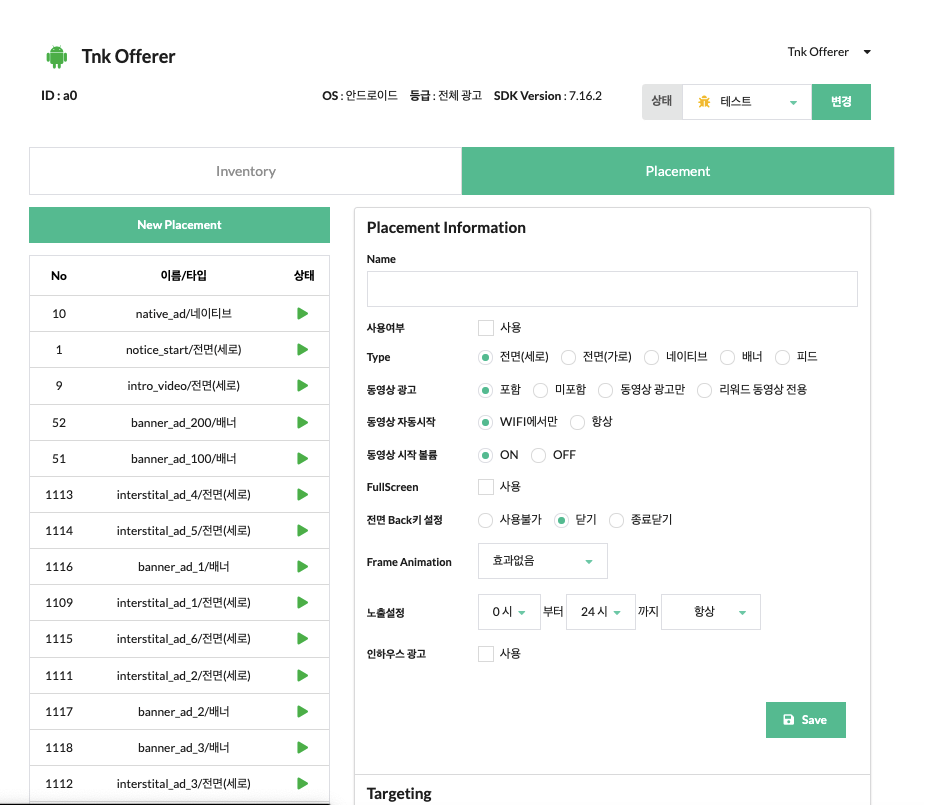 Tnk Offerer
Tnk Offerer
ID : a0
OS : 안드로이드 등급 : 전체 광고 SDK Version : 7.16.2
상태 테스트 변경
Inventory Placement
New Placement
No 이름/타입 상태
10 native_ad/네이티브
1 notice_start/전면(세로)
9 intro_video/전면(세로)
52 banner_ad_200/배너
51 banner_ad_100/배너
1113 interstital_ad_4/전면(세로)
1114 interstital_ad_5/전면(세로)
1116 banner_ad_1/배너
1109 interstital_ad_1/전면(세로)
1115 interstital_ad_6/전면(세로)
1111 interstital_ad_2/전면(세로)
1117 banner_ad_2/배너
1118 banner_ad_3/배너
1112 interstital_ad_3/전면(세로)
Placement Information
Name
사용여부 사용
Type 전면(세로) 전면(가로) 네이티브 배너 피드
동영상 광고 포함 미포함 동영상 광고만 리워드 동영상 전용
동영상 자동시작 WIFI에서만 항상
동영상 시작 볼륨 ON OFF
FullScreen 사용
전면 Back키 설정 사용불가 닫기 종료닫기
Frame Animation 효과없음
노출설정 0 시 부터 24 시 까지 항상
인하우스 광고 사용
Save
Targeting